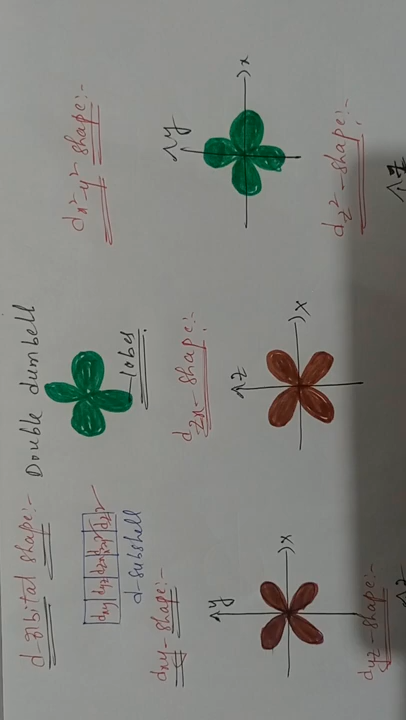 d-orbital shape:- Double dumbell
dxy dyz dzx dx²-y² dz²
d-subshell
lobes
dxy-shape:-
y
x
dzx-shape:-
z
x
dx²-y² shape:-
y
x
dyz-shape:-
dz²-shape:-
z